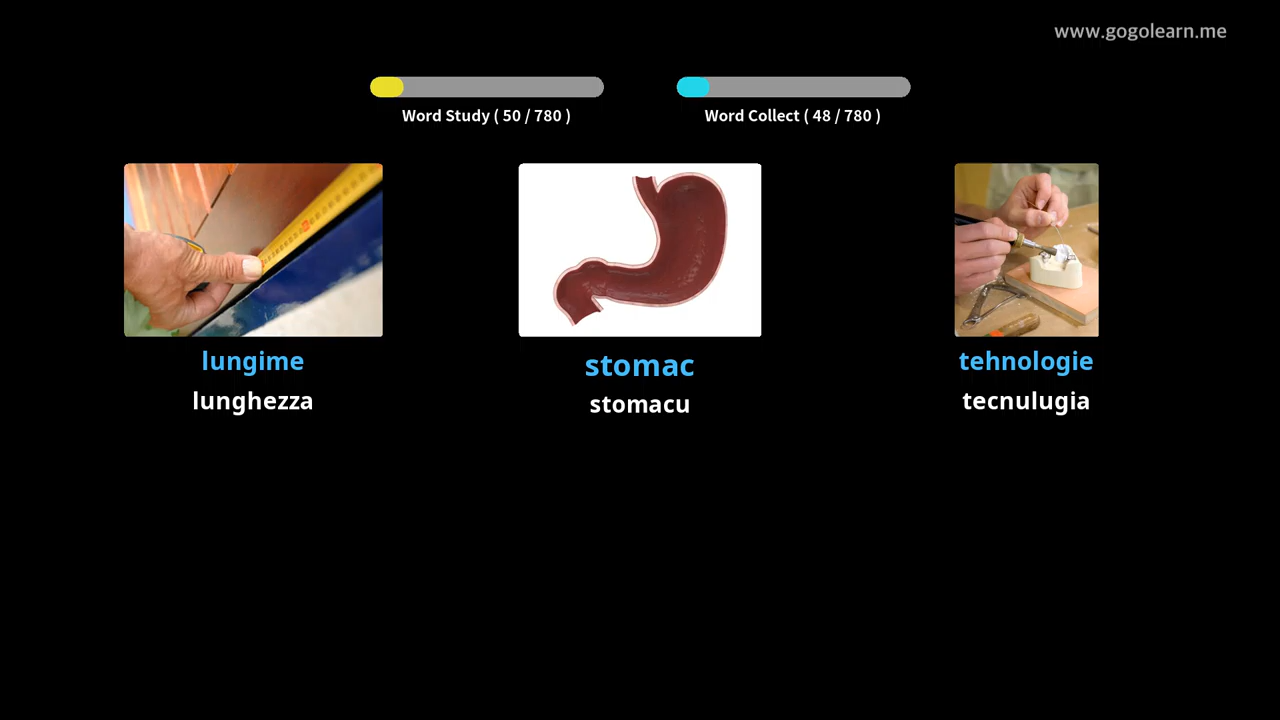 www.gogolearn.me
Word Study ( 50 / 780 )
Word Collect ( 48 / 780 )
lungime
lunghezza
stomac
stomacu
tehnologie
tecnulugia